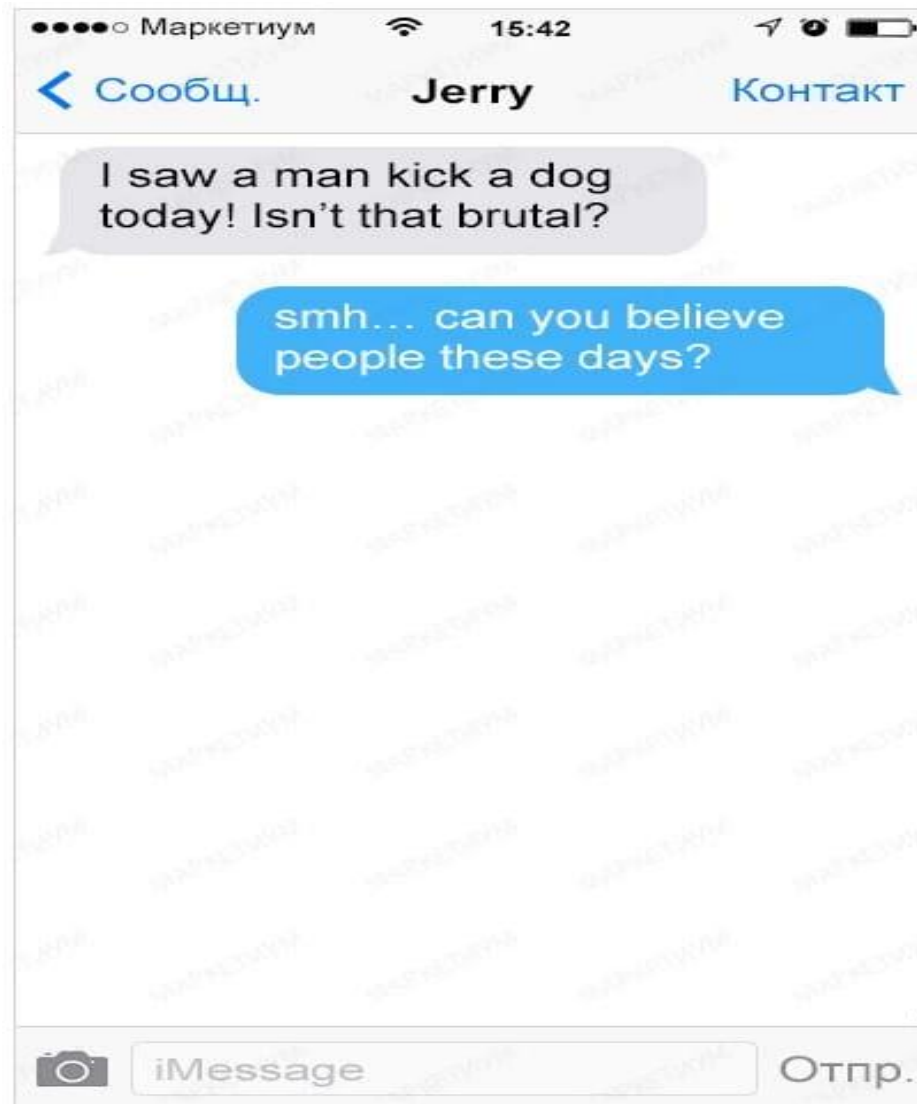 Маркетиум 15:42
Сообщ. Jerry Контакт
I saw a man kick a dog
today! Isn't that brutal?
smh... can you believe
people these days?
iMessage Отпр.